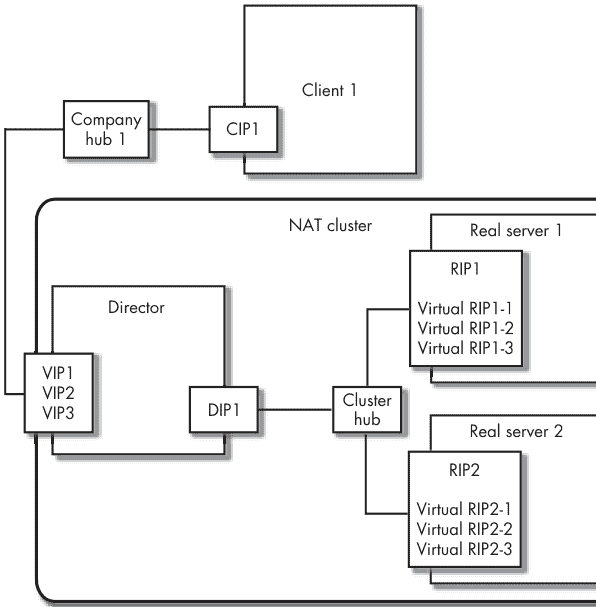 Client 1
Company
hub 1
CIP1
NAT cluster
Real server 1
RIP1
Virtual RIP1-1
Virtual RIP1-2
Virtual RIP1-3
Director
VIP1
VIP2
VIP3
DIP1
Cluster
hub
Real server 2
RIP2
Virtual RIP2-1
Virtual RIP2-2
Virtual RIP2-3